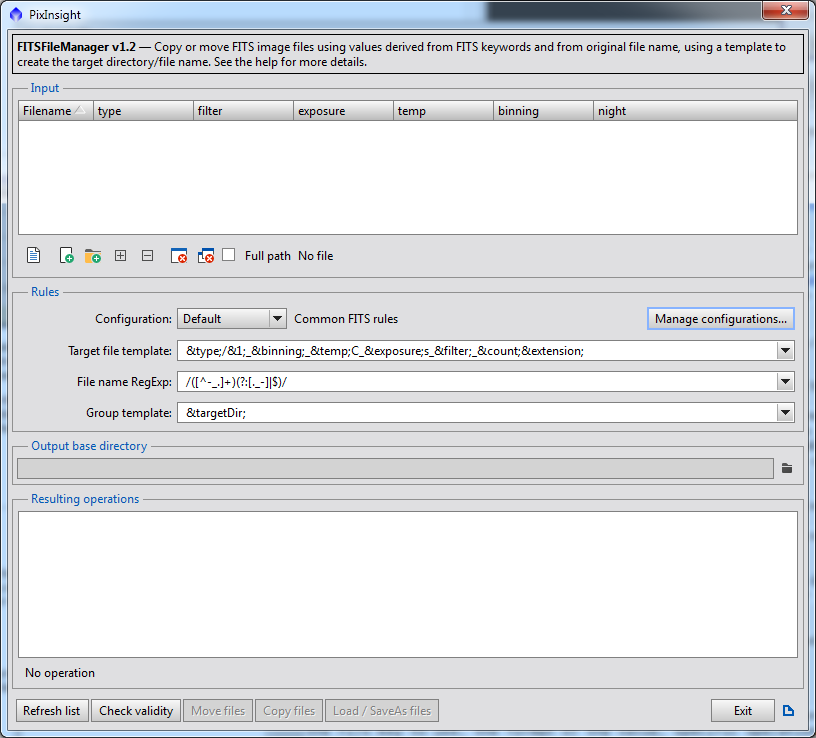 PixInsight
FITSFileManager v1.2 — Copy or move FITS image files using values derived from FITS keywords and from original file name, using a template to
create the target directory/file name. See the help for more details.
Input
Filename type filter exposure temp binning night
Full path No file
Rules
Configuration: Default Common FITS rules Manage configurations...
Target file template: &type;/&1;_&binning;_&temp;C_&exposure;s_&filter;_&count;&extension;
File name RegExp: /([^-_.]+)(?:[._-]|$)/
Group template: &targetDir;
Output base directory
Resulting operations
No operation
Refresh list Check validity Move files Copy files Load / SaveAs files Exit